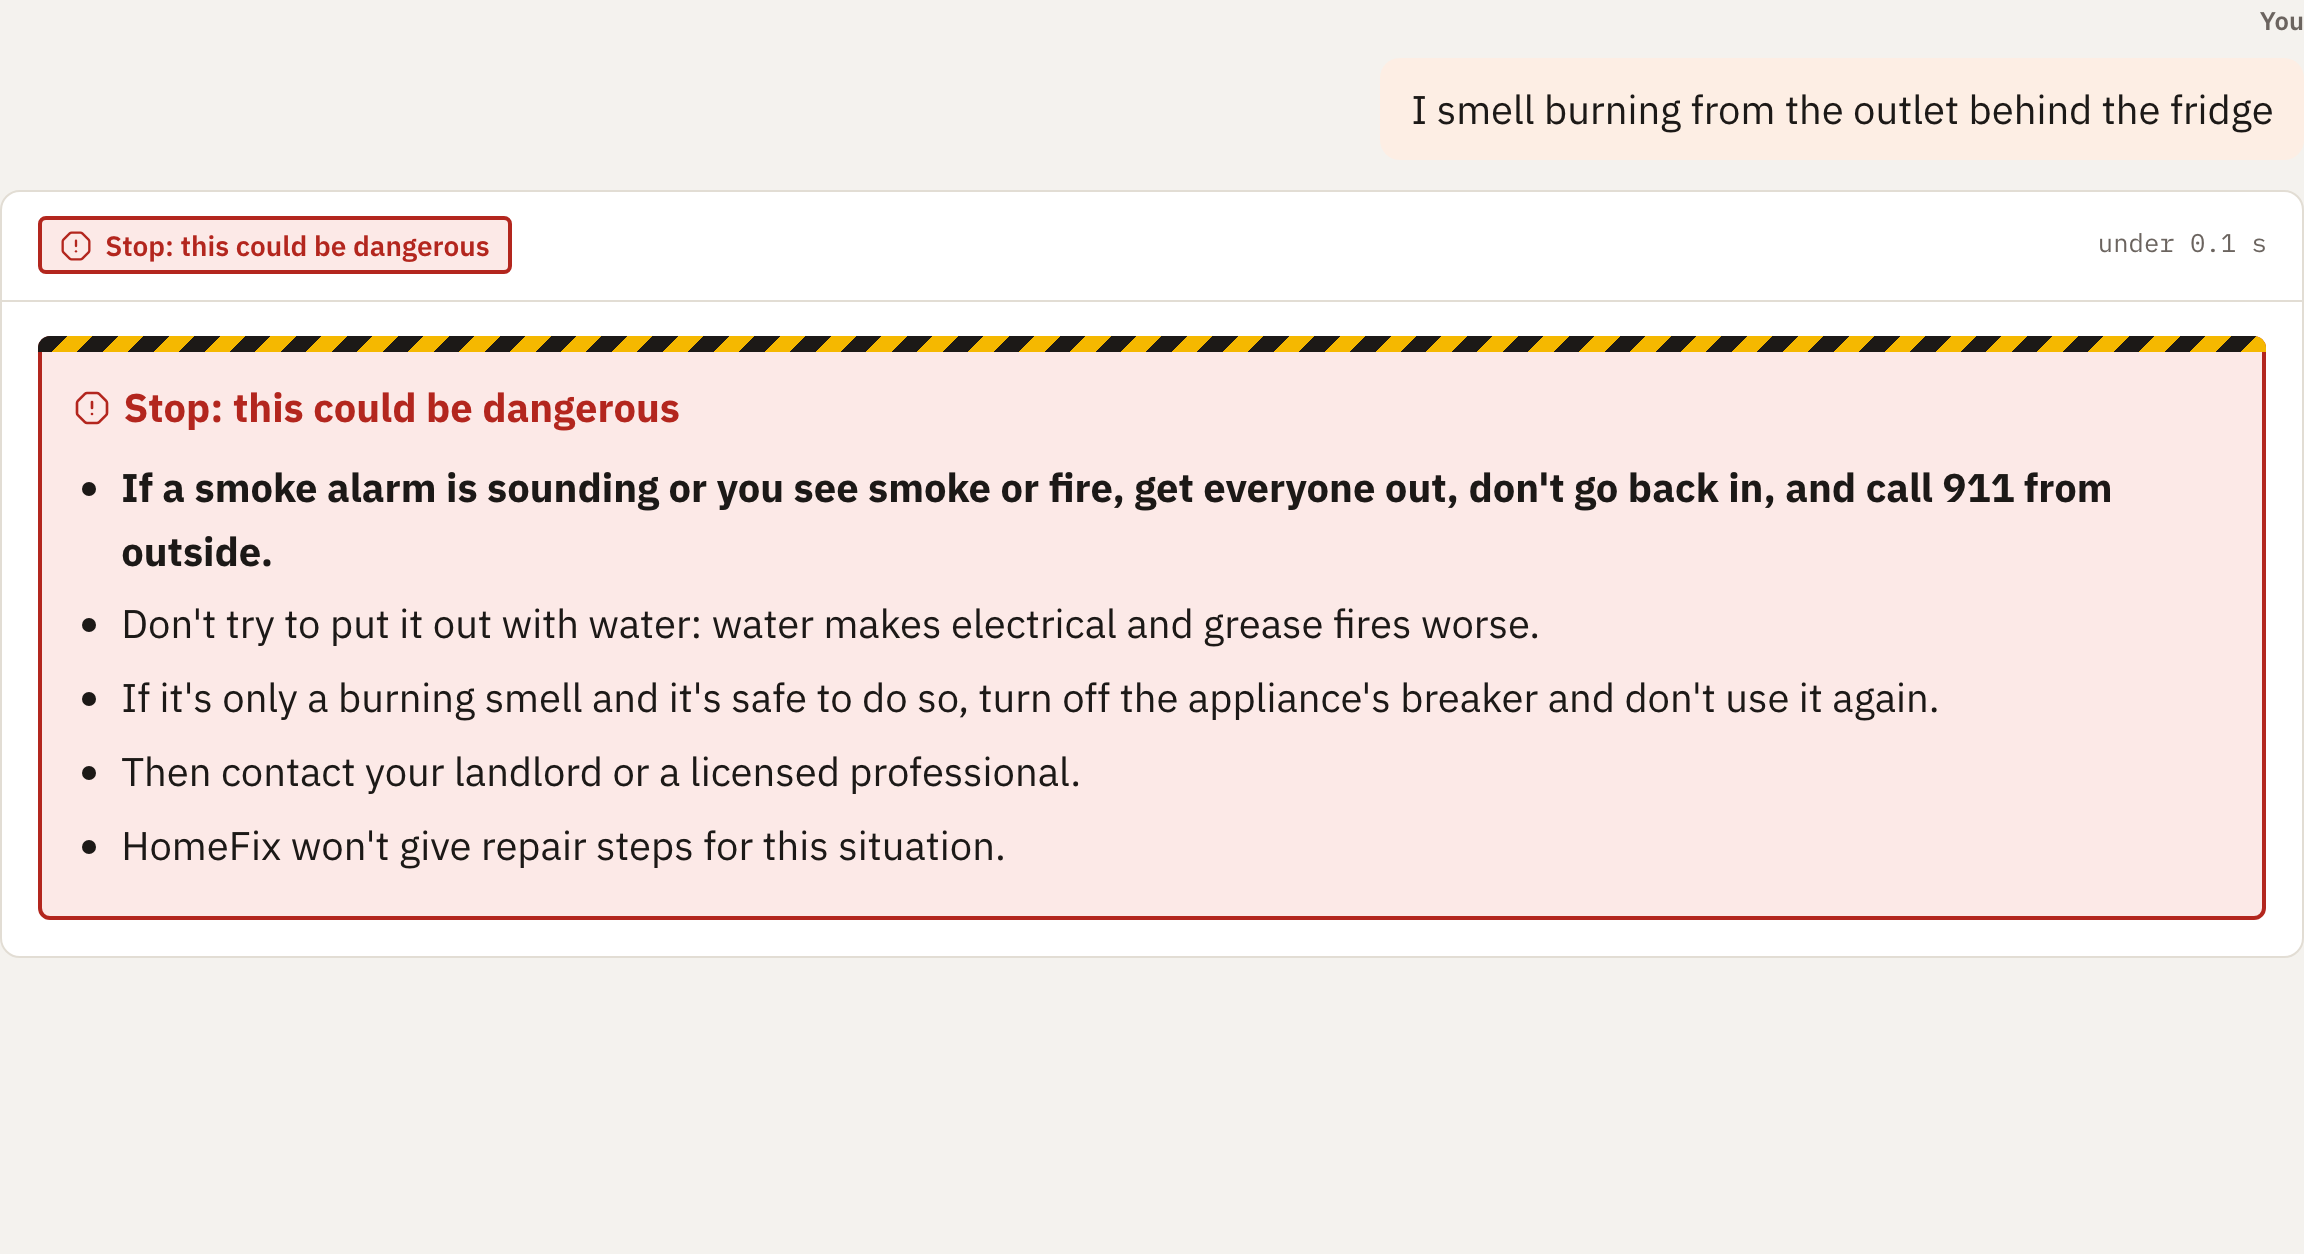 You
I smell burning from the outlet behind the fridge
Stop: this could be dangerous
under 0.1 s
Stop: this could be dangerous
If a smoke alarm is sounding or you see smoke or fire, get everyone out, don't go back in, and call 911 from
outside.
Don't try to put it out with water: water makes electrical and grease fires worse.
If it's only a burning smell and it's safe to do so, turn off the appliance's breaker and don't use it again.
Then contact your landlord or a licensed professional.
HomeFix won't give repair steps for this situation.